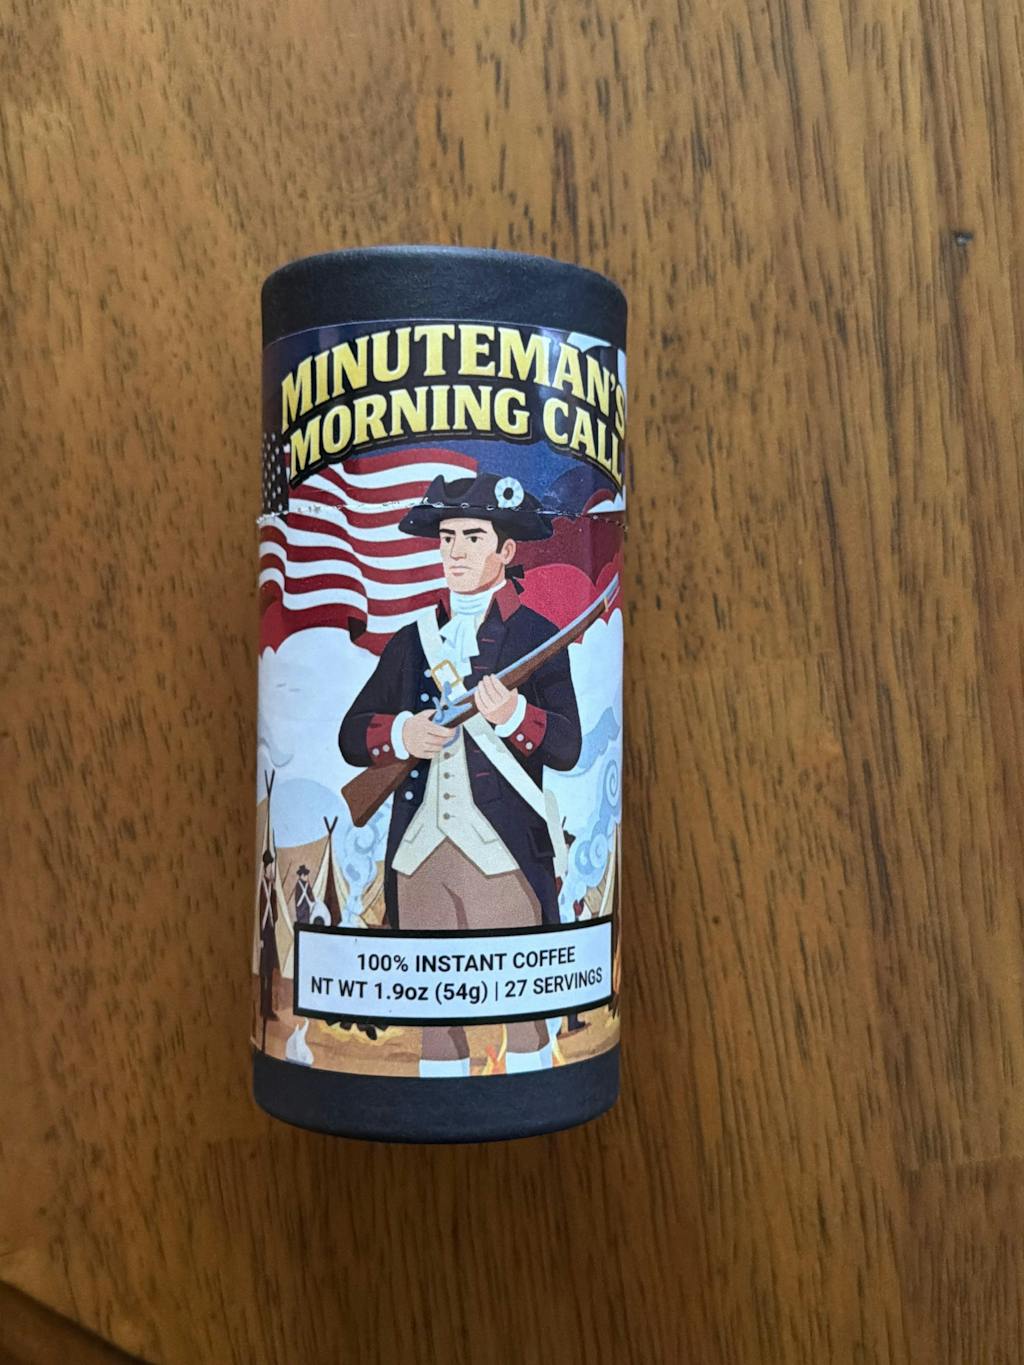 MINUTEMAN'S
MORNING CALL
100% INSTANT COFFEE
NT WT 1.9oz (54g) | 27 SERVINGS